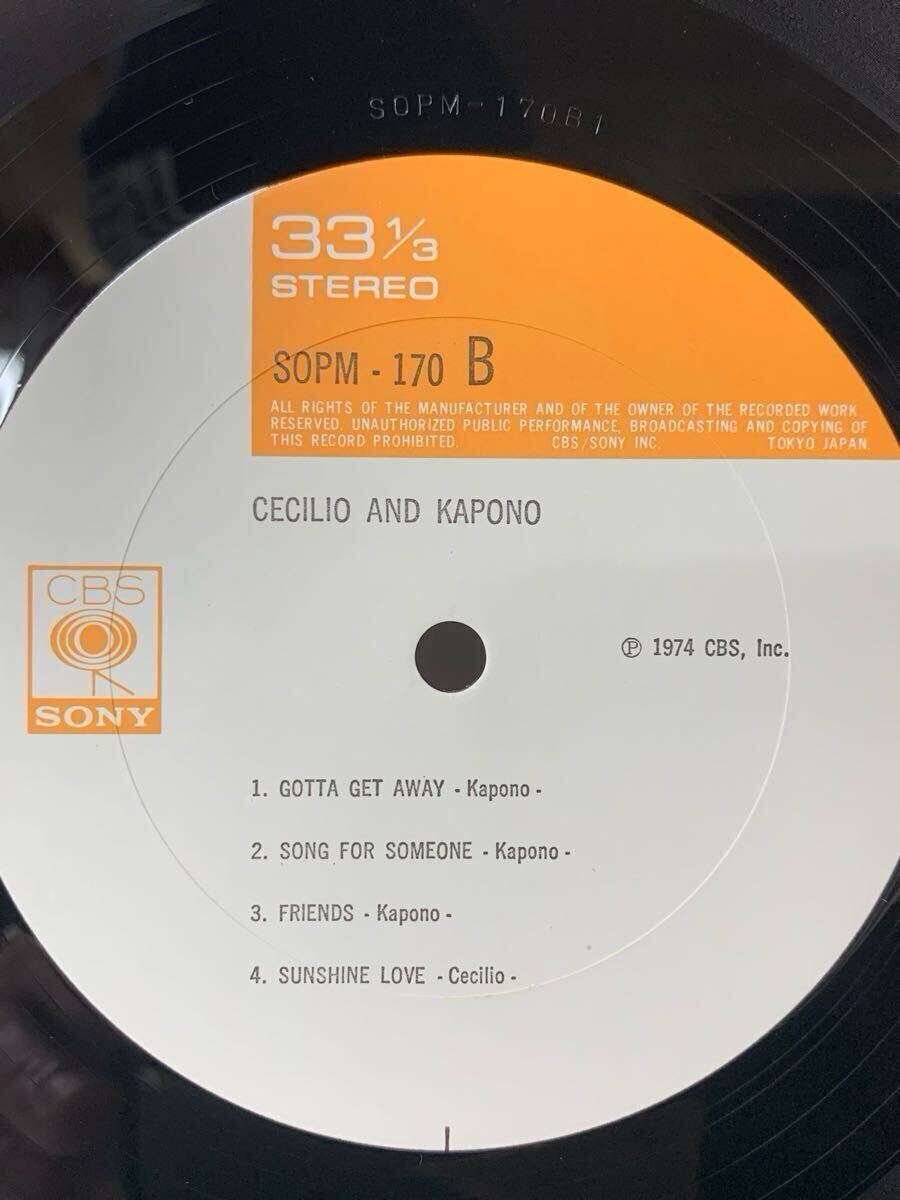 SOPM-170B1
33 1/3
STEREO
SOPM - 170 B
ALL RIGHTS OF THE MANUFACTURER AND OF THE OWNER OF THE RECORDED WORK
RESERVED. UNAUTHORIZED PUBLIC PERFORMANCE, BROADCASTING AND COPYING OF
THIS RECORD PROHIBITED. CBS/SONY INC. TOKYO JAPAN.
CECILIO AND KAPONO
CBS
SONY
℗ 1974 CBS, Inc.
1. GOTTA GET AWAY - Kapono -
2. SONG FOR SOMEONE - Kapono -
3. FRIENDS - Kapono -
4. SUNSHINE LOVE - Cecilio -